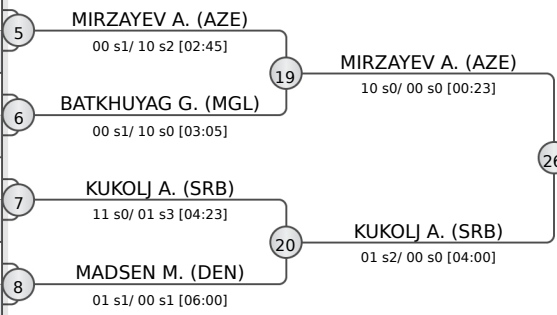 5
MIRZAYEV A. (AZE)
00 s1/ 10 s2 [02:45]
19
MIRZAYEV A. (AZE)
10 s0/ 00 s0 [00:23]
6
BATKHUYAG G. (MGL)
00 s1/ 10 s0 [03:05]
26
7
KUKOLJ A. (SRB)
11 s0/ 01 s3 [04:23]
20
KUKOLJ A. (SRB)
01 s2/ 00 s0 [04:00]
8
MADSEN M. (DEN)
01 s1/ 00 s1 [06:00]